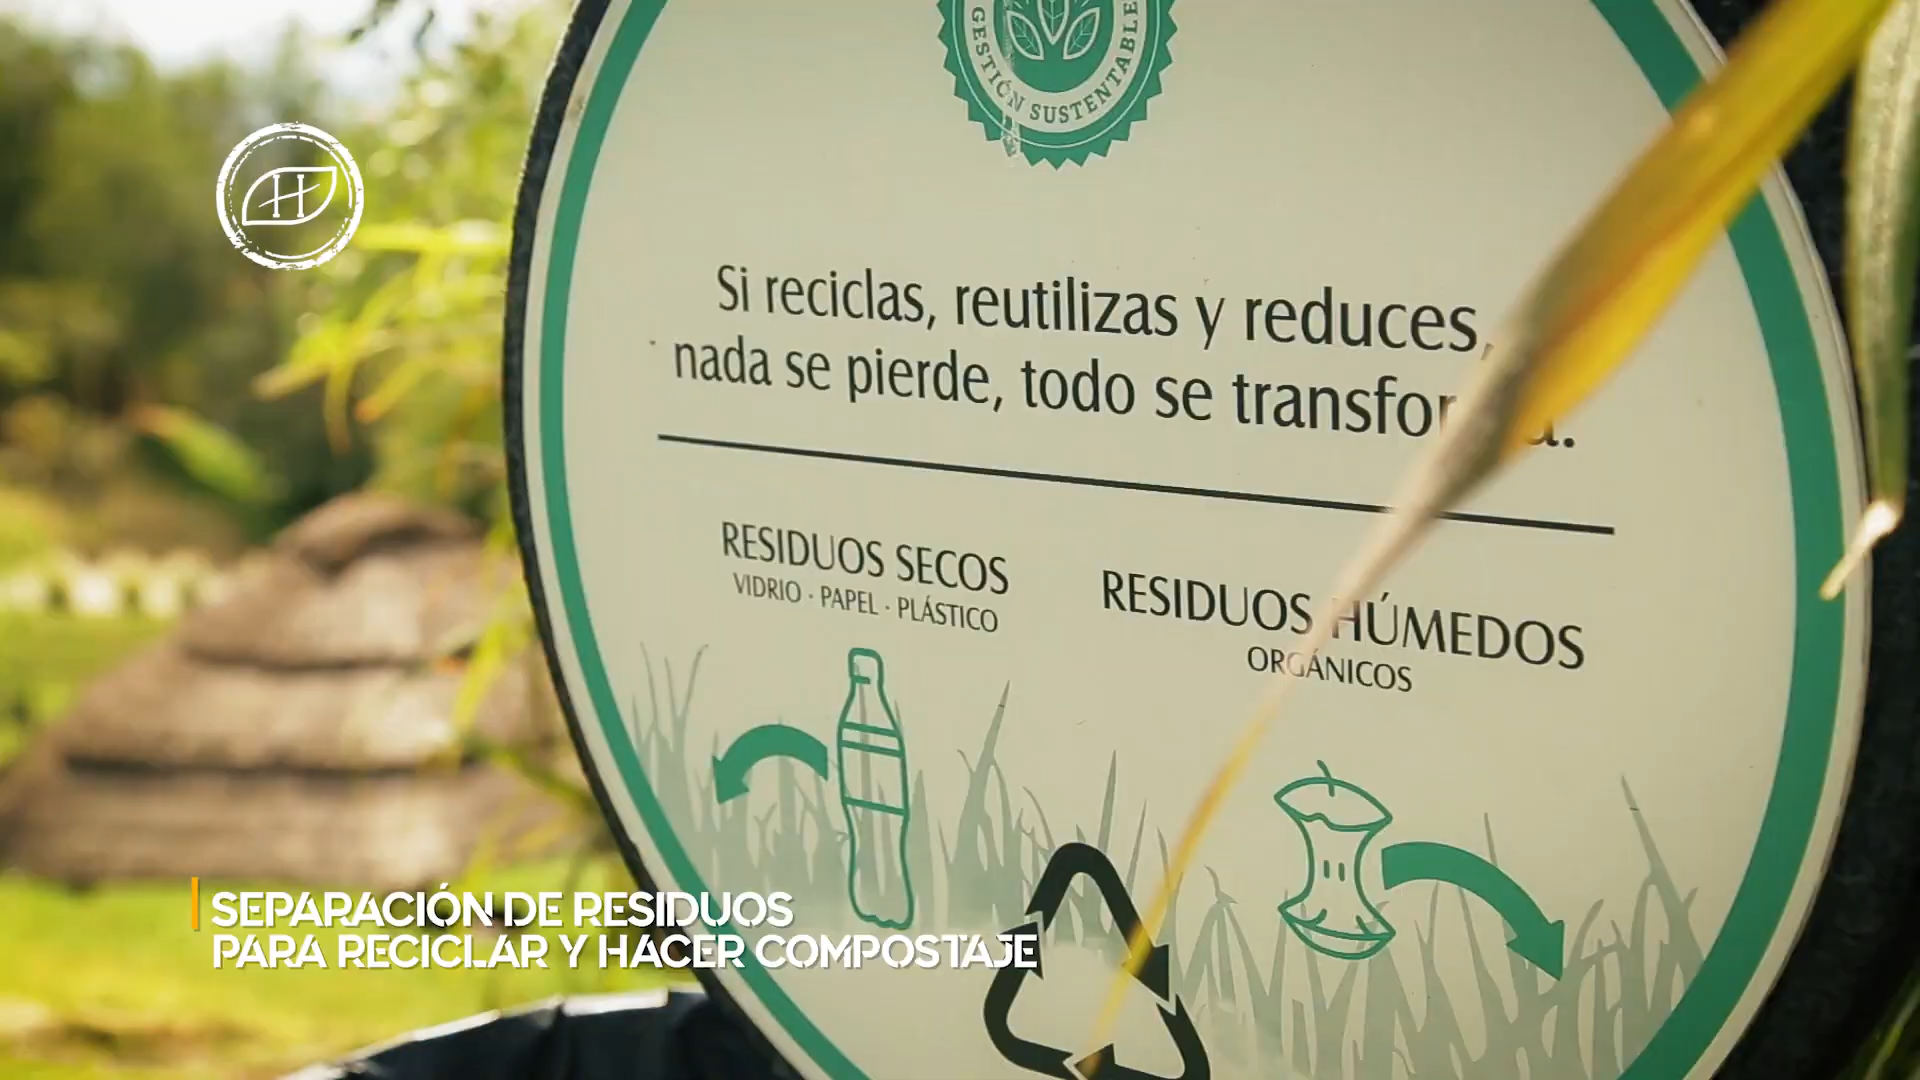 GESTIÓN SUSTENTABLE
H
Si reciclas, reutilizas y reduces,
nada se pierde, todo se
RESIDUOS SECOS
VIDRIO · PAPEL · PLÁSTICO
RESIDUOS HÚMEDOS
ORGÁNICOS
SEPARACIÓN DE RESIDUOS
PARA RECICLAR Y HACER COMPOSTAJE